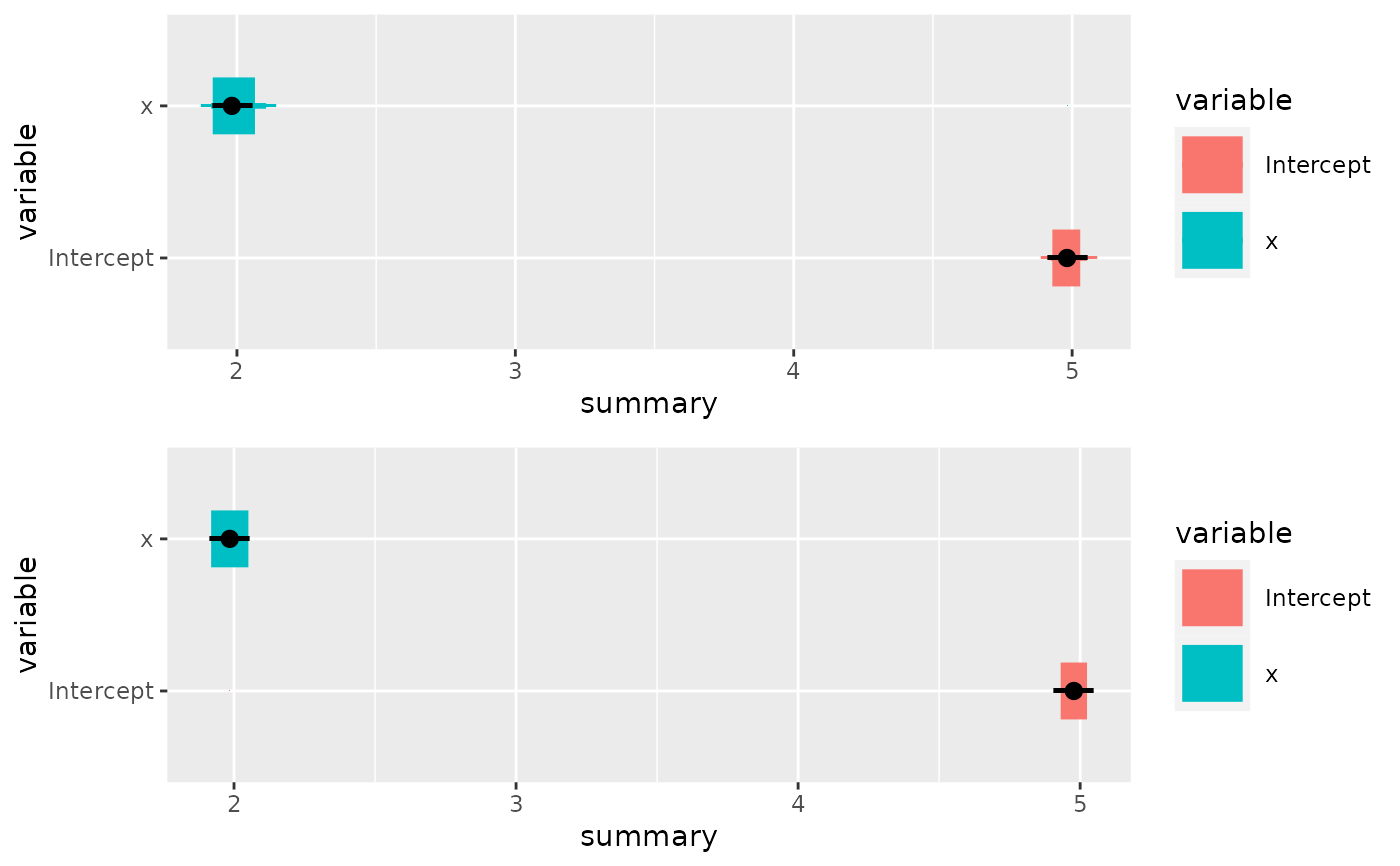 variable
x
Intercept
2 3 4 5
summary
variable
Intercept
x
variable
x
Intercept
2 3 4 5
summary
variable
Intercept
x